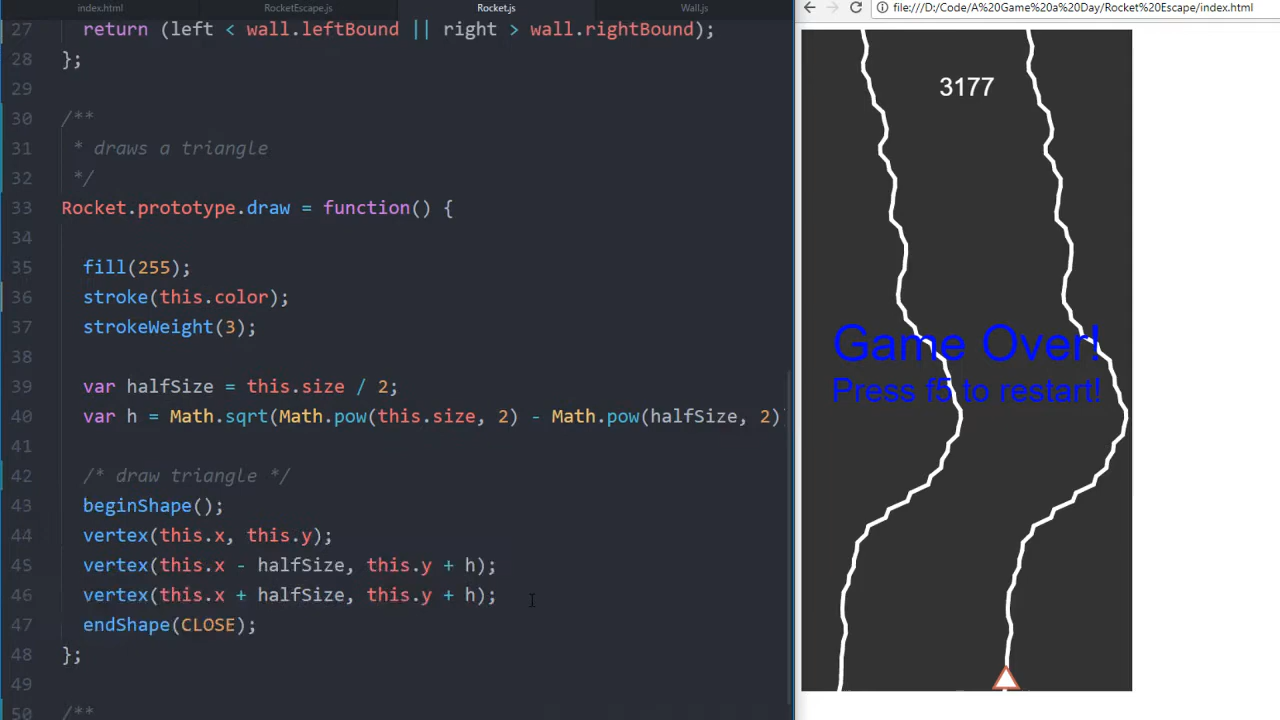 index.html RocketEscape.js Rocket.js Wall.js
27 return (left < wall.leftBound || right > wall.rightBound);
28 };
29
30 /**
31 * draws a triangle
32 */
33 Rocket.prototype.draw = function() {
34
35 fill(255);
36 stroke(this.color);
37 strokeWeight(3);
38
39 var halfSize = this.size / 2;
40 var h = Math.sqrt(Math.pow(this.size, 2) - Math.pow(halfSize, 2)
41
42 /* draw triangle */
43 beginShape();
44 vertex(this.x, this.y);
45 vertex(this.x - halfSize, this.y + h);
46 vertex(this.x + halfSize, this.y + h);
47 endShape(CLOSE);
48 };
49
50 /**
file:///D:/Code/A%20Game%20a%20Day/Rocket%20Escape/index.html
3177
Game Over!
Press f5 to restart!